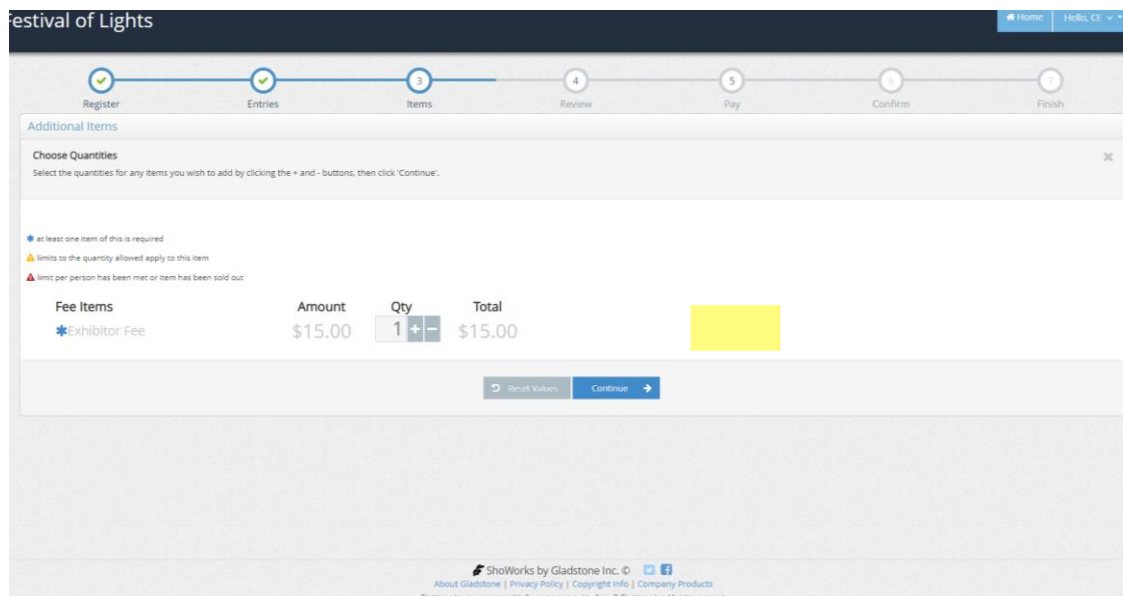 estival of Lights
Home
Hello, CE
3
4
5
6
7
Register
Entries
Items
Review
Pay
Confirm
Finish
Additional Items
Choose Quantities
Select the quantities for any items you wish to add by clicking the + and - buttons, then click 'Continue'.
at least one item of this is required
limits to the quantity allowed apply to this item
limit per person has been met or item has been sold out
Fee Items Amount Qty Total
✱Exhibitor Fee $15.00 1 + − $15.00
Reset Values
Continue
ShoWorks by Gladstone Inc. ©
About Gladstone | Privacy Policy | Copyright Info | Company Products